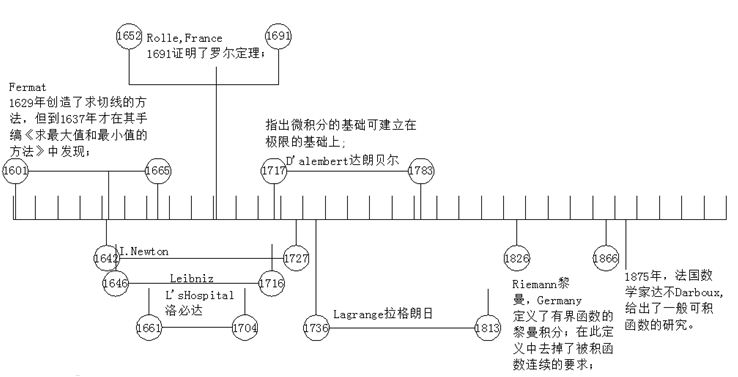 1652
Rolle,France
1691
1691证明了罗尔定理;
Fermat
1629年创造了求切线的方
法,但到1637年才在其手
稿《求最大值和最小值的
方法》中发现;
指出微积分的基础可建立在
极限的基础上;
D'alembert达朗贝尔
1601
1665
1717
1783
1642
I.Newton
1727
1646
Leibniz
1716
L'sHospital
洛必达
1661
1704
1736
Lagrange拉格朗日
1813
1826
1866
Riemann黎
曼,Germany
定义了有界函数的
黎曼积分;在此定
义中去掉了被积函
数连续的要求;
1875年,法国数
学家达不Darboux,
给出了一般可积
函数的研究。